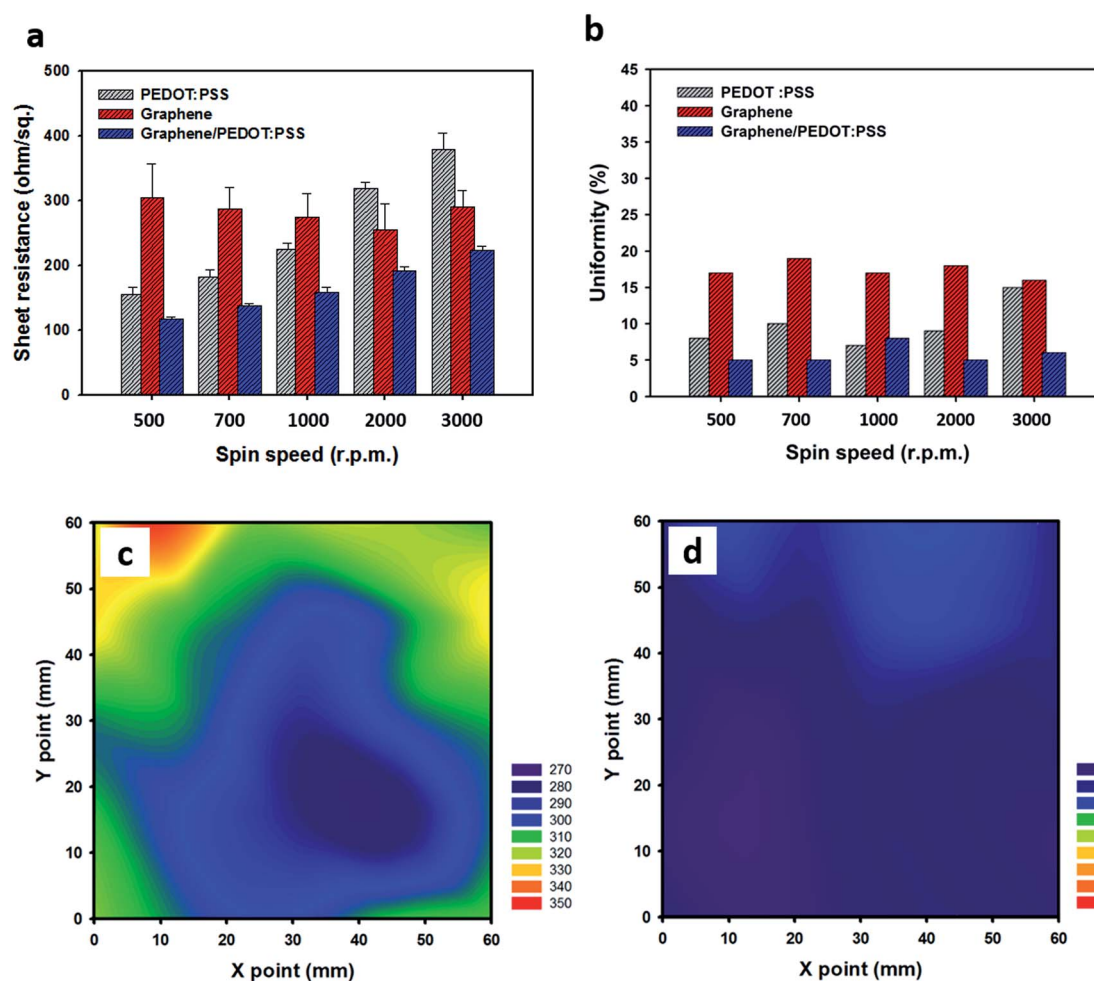 a
500
400
300
200
100
0
Sheet resistance (ohm/sq.)
PEDOT:PSS
Graphene
Graphene/PEDOT:PSS
500 700 1000 2000 3000
Spin speed (r.p.m.)
b
45
40
35
30
25
20
15
10
5
0
Uniformity (%)
PEDOT :PSS
Graphene
Graphene/PEDOT:PSS
500 700 1000 2000 3000
Spin speed (r.p.m.)
c
60
50
40
30
20
10
0
Y point (mm)
0 10 20 30 40 50 60
X point (mm)
270
280
290
300
310
320
330
340
350
d
60
50
40
30
20
10
0
Y point (mm)
0 10 20 30 40 50 60
X point (mm)